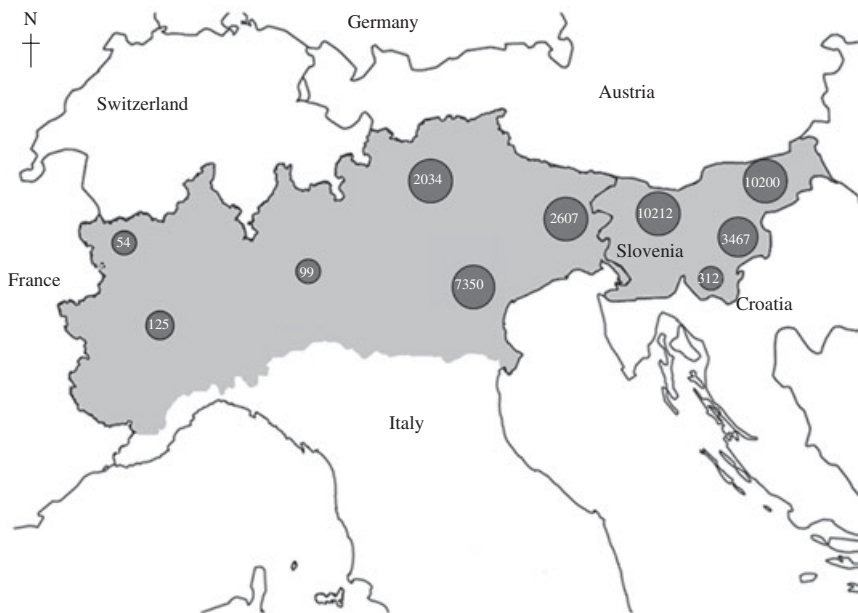 N
Germany
Switzerland
Austria
2034
10200
2607
10212
3467
54
Slovenia
99
312
France
7350
Croatia
125
Italy